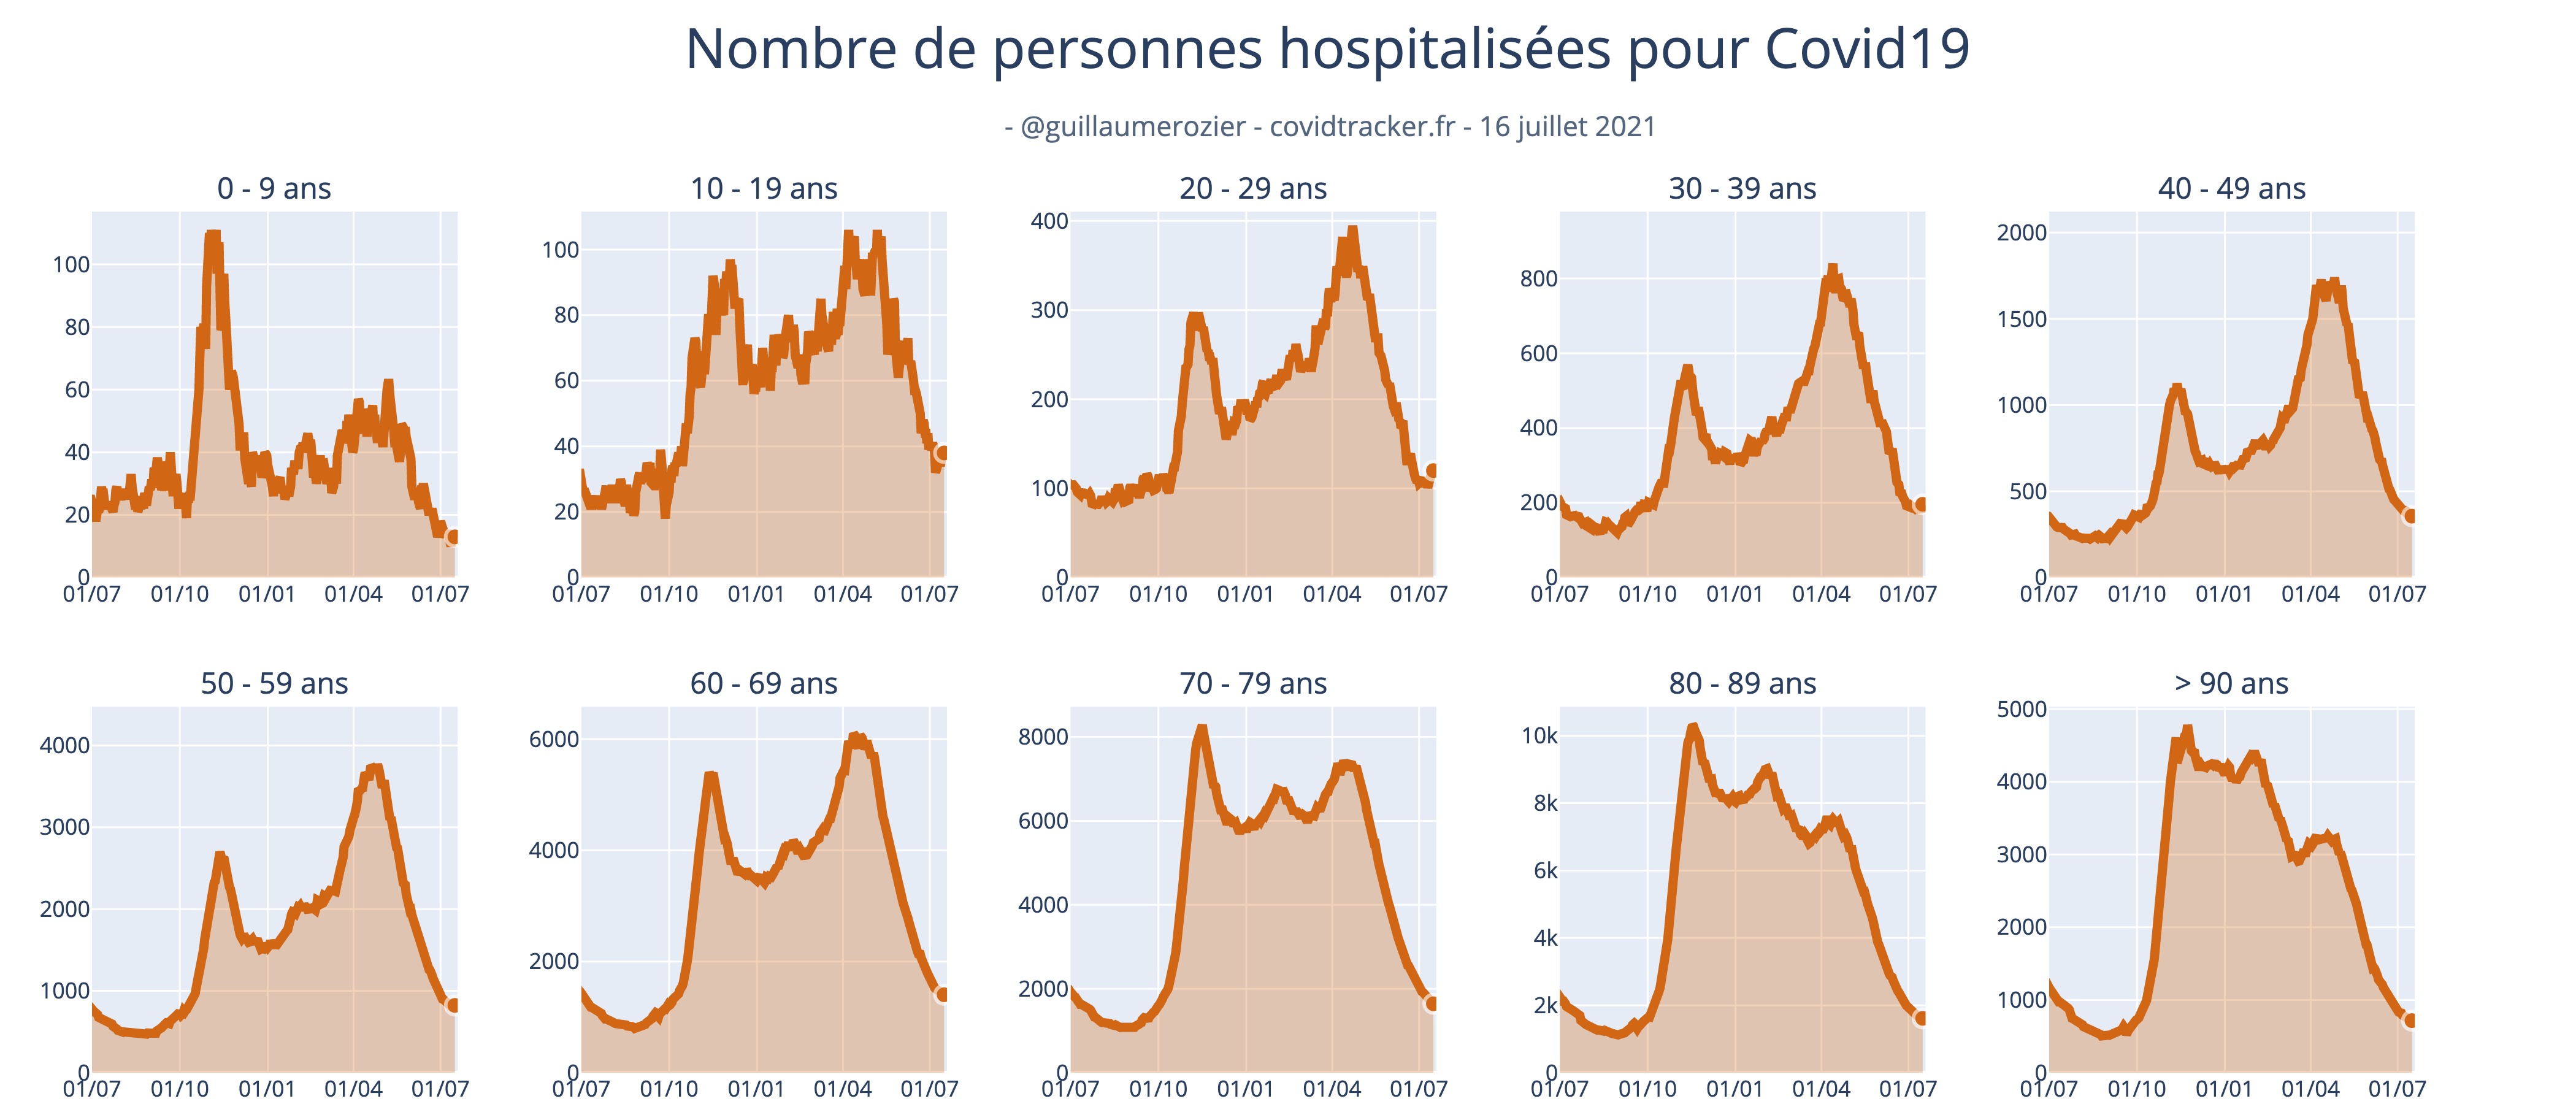 Nombre de personnes hospitalisées pour Covid19
- @guillaumerozier - covidtracker.fr - 16 juillet 2021
0 - 9 ans
100
80
60
40
20
0
01/07 01/10 01/01 01/04 01/07
10 - 19 ans
100
80
60
40
20
0
01/07 01/10 01/01 01/04 01/07
20 - 29 ans
400
300
200
100
0
01/07 01/10 01/01 01/04 01/07
30 - 39 ans
800
600
400
200
0
01/07 01/10 01/01 01/04 01/07
40 - 49 ans
2000
1500
1000
500
0
01/07 01/10 01/01 01/04 01/07
50 - 59 ans
4000
3000
2000
1000
0
01/07 01/10 01/01 01/04 01/07
60 - 69 ans
6000
4000
2000
0
01/07 01/10 01/01 01/04 01/07
70 - 79 ans
8000
6000
4000
2000
0
01/07 01/10 01/01 01/04 01/07
80 - 89 ans
10k
8k
6k
4k
2k
0
01/07 01/10 01/01 01/04 01/07
> 90 ans
5000
4000
3000
2000
1000
0
01/07 01/10 01/01 01/04 01/07